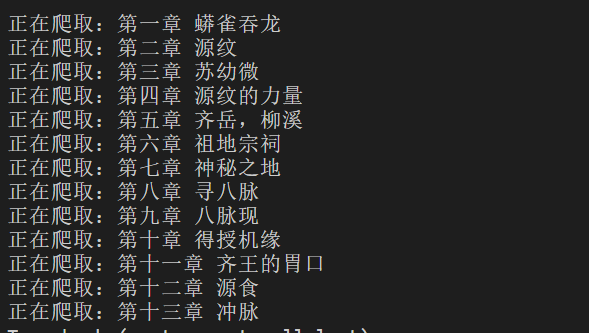 正在爬取：第一章 蟒雀吞龙
正在爬取：第二章 源纹
正在爬取：第三章 苏幼微
正在爬取：第四章 源纹的力量
正在爬取：第五章 齐岳，柳溪
正在爬取：第六章 祖地宗祠
正在爬取：第七章 神秘之地
正在爬取：第八章 寻八脉
正在爬取：第九章 八脉现
正在爬取：第十章 得授机缘
正在爬取：第十一章 齐王的胃口
正在爬取：第十二章 源食
正在爬取：第十三章 冲脉